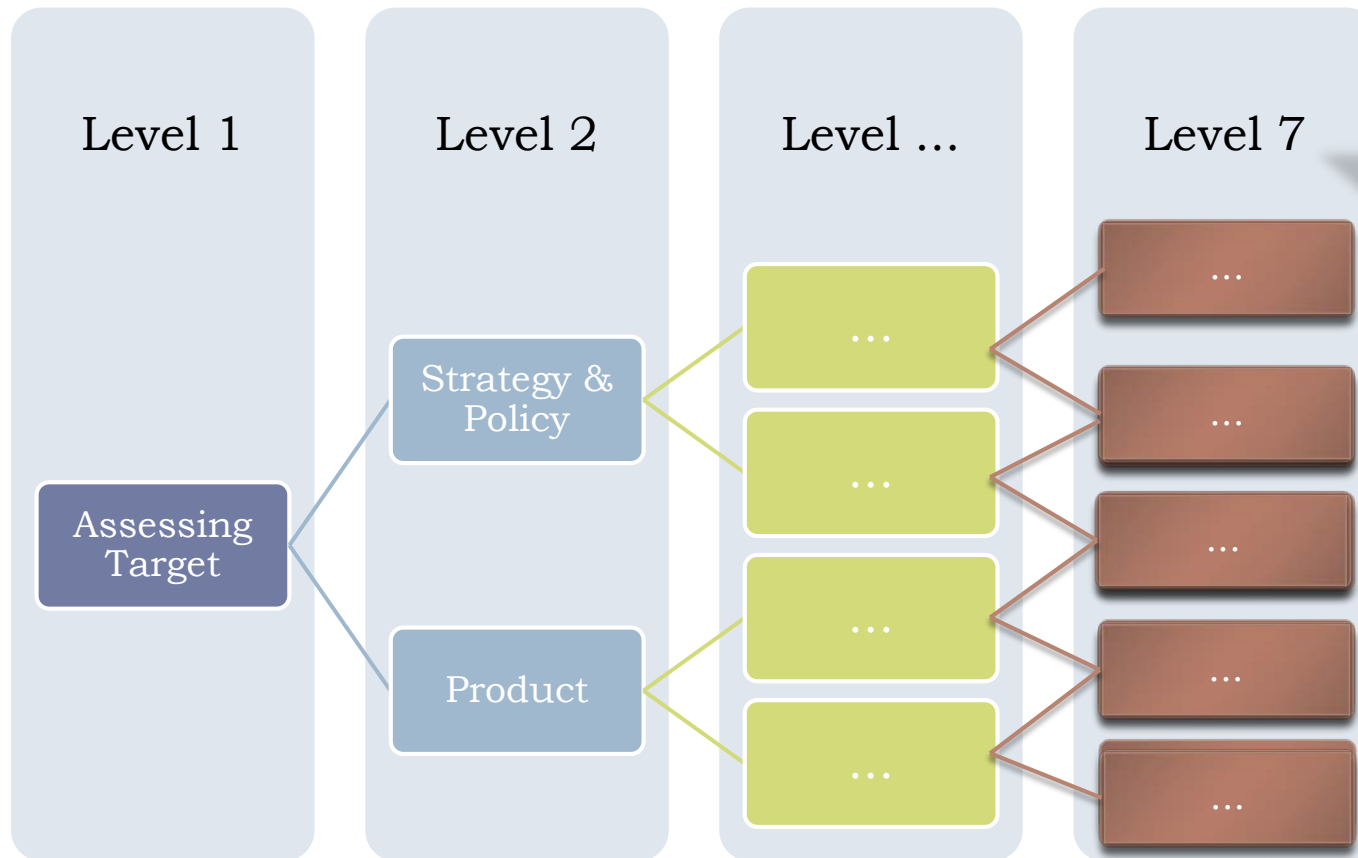 Level 1
Level 2
Level ...
Level 7
Assessing
Target
Strategy &
Policy
Product
...
...
...
...
...
...
...
...
...